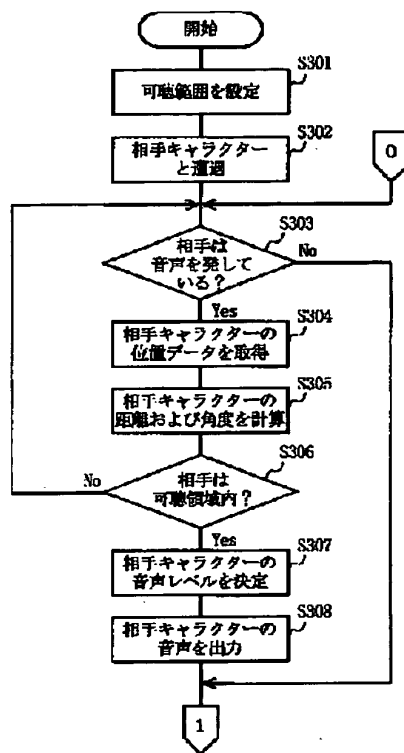 開始
S301
可聴範囲を設定
S302
相手キャラクター
と遭遇
0
S303
相手は
音声を発して
いる?
No
Yes
S304
相手キャラクターの
位置データを取得
S305
相手キャラクターの
距離および角度を計算
S306
相手は
可聴領域内?
No
Yes
S307
相手キャラクターの
音声レベルを決定
S308
相手キャラクターの
音声を出力
1